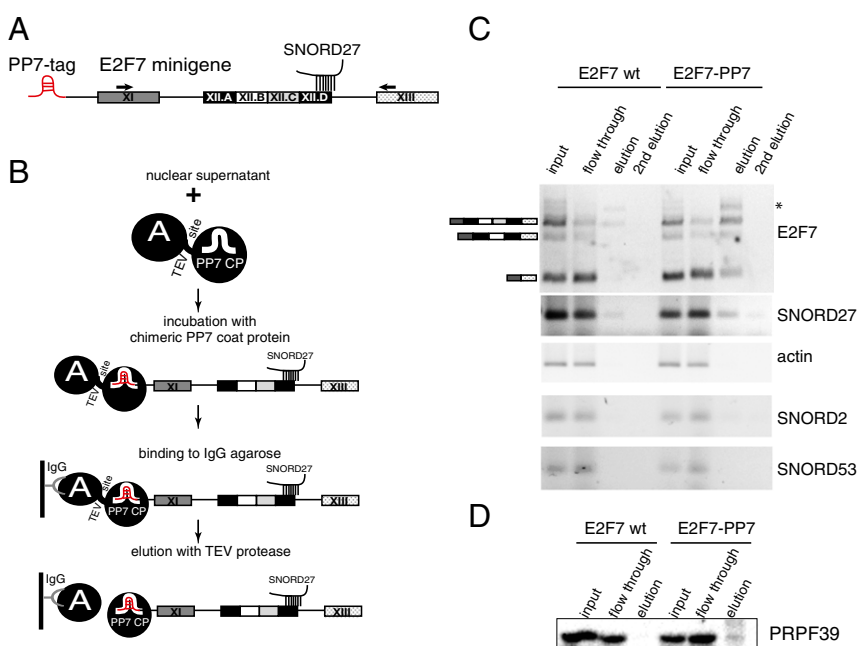 A
SNORD27
PP7-tag E2F7 minigene
XI XII.A XII.B XII.C XII.D XIII
B
nuclear supernatant
+
A
TEV site
PP7 CP
incubation with
chimeric PP7 coat protein
SNORD27
A
TEV site
XI XIII
binding to IgG agarose
SNORD27
IgG
A
TEV site
PP7 CP
XI XIII
elution with TEV protease
SNORD27
IgG
A
PP7 CP
XI XIII
C
E2F7 wt E2F7-PP7
input flow through elution 2nd elution input flow through elution 2nd elution
*
E2F7
SNORD27
actin
SNORD2
SNORD53
D
E2F7 wt E2F7-PP7
input flow through elution input flow through elution
PRPF39